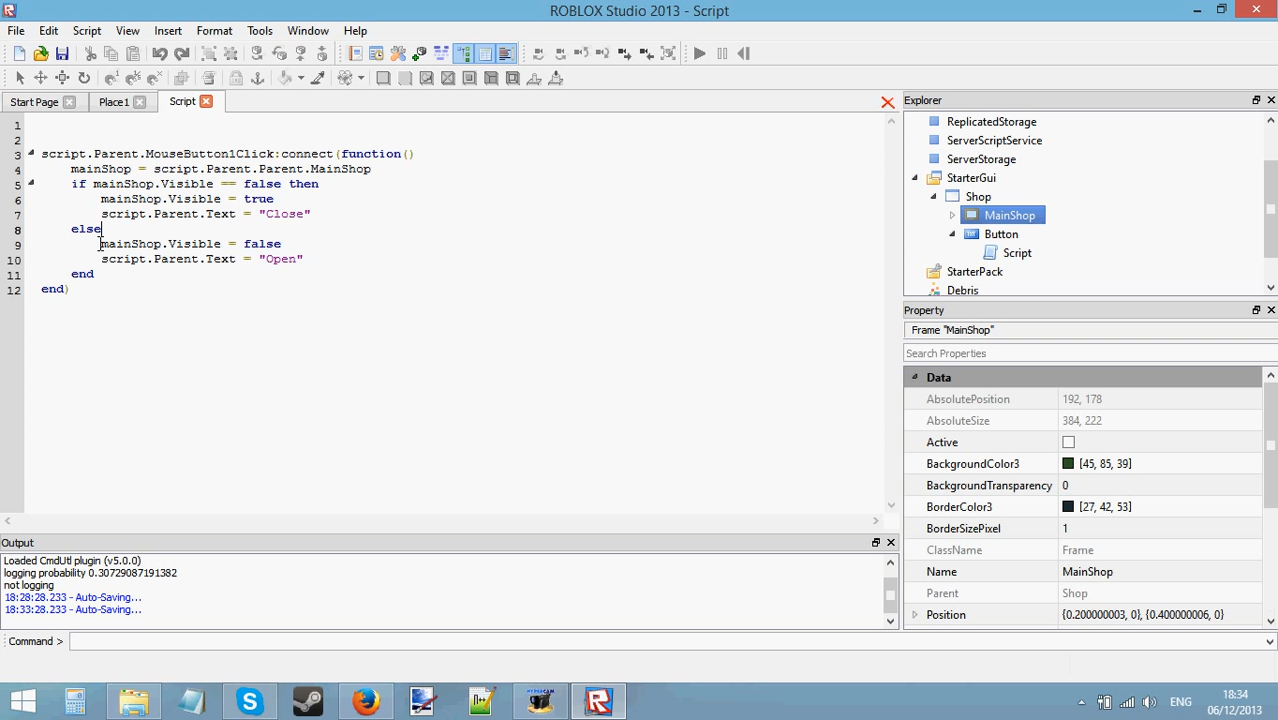 ROBLOX Studio 2013 - Script
File Edit Script View Insert Format Tools Window Help
Start Page Place1 Script
1
2
3 script.Parent.MouseButton1Click:connect(function()
4 mainShop = script.Parent.Parent.MainShop
5 if mainShop.Visible == false then
6 mainShop.Visible = true
7 script.Parent.Text = "Close"
8 else
9 mainShop.Visible = false
10 script.Parent.Text = "Open"
11 end
12 end)
Explorer
ReplicatedStorage
ServerScriptService
ServerStorage
StarterGui
Shop
MainShop
Button
Script
StarterPack
Debris
Property
Frame "MainShop"
Search Properties
Data
AbsolutePosition 192, 178
AbsoluteSize 384, 222
Active
BackgroundColor3 [45, 85, 39]
BackgroundTransparency 0
BorderColor3 [27, 42, 53]
BorderSizePixel 1
ClassName Frame
Name MainShop
Parent Shop
Position {0.200000003, 0}, {0.400000006, 0}
Output
Loaded CmdUtl plugin (v5.0.0)
logging probability 0.30729087191382
not logging
18:28:28.233 - Auto-Saving...
18:33:28.233 - Auto-Saving...
Command >
HYPERCAM
ENG
18:34
06/12/2013